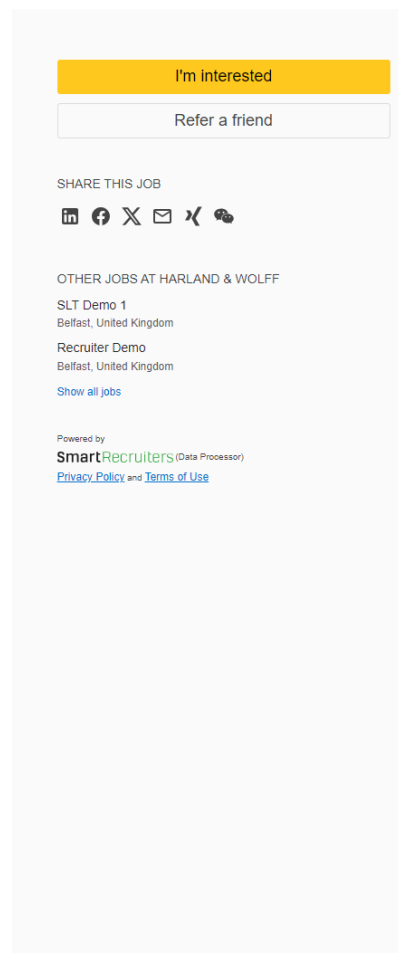 I'm interested
Refer a friend
SHARE THIS JOB
OTHER JOBS AT HARLAND & WOLFF
SLT Demo 1
Belfast, United Kingdom
Recruiter Demo
Belfast, United Kingdom
Show all jobs
Powered by
SmartRecruiters (Data Processor)
Privacy Policy and Terms of Use